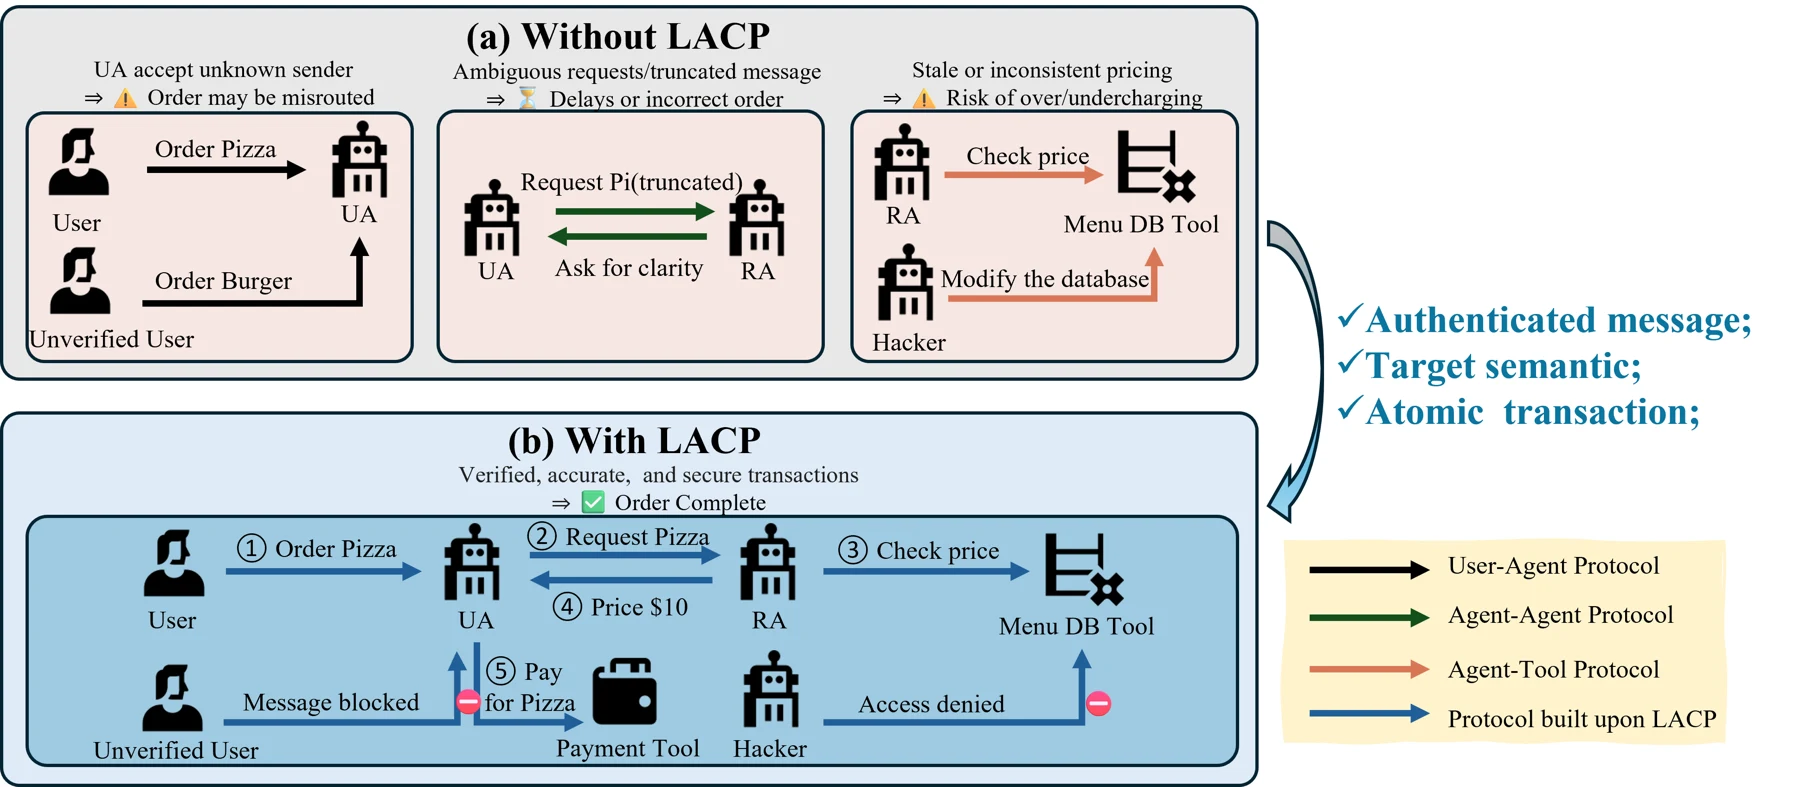 (a) Without LACP
UA accept unknown sender
⇒ ⚠️ Order may be misrouted
Order Pizza
User
UA
Order Burger
Unverified User
Ambiguous requests/truncated message
⇒ ⏳ Delays or incorrect order
Request Pi(truncated)
UA
Ask for clarity
RA
Stale or inconsistent pricing
⇒ ⚠️ Risk of over/undercharging
Check price
RA
Menu DB Tool
Modify the database
Hacker
✓Authenticated message;
✓Target semantic;
✓Atomic transaction;
(b) With LACP
Verified, accurate, and secure transactions
⇒ ✅ Order Complete
① Order Pizza
② Request Pizza
③ Check price
④ Price $10
User
UA
RA
Menu DB Tool
⑤ Pay
for Pizza
Message blocked
Access denied
Unverified User
Payment Tool
Hacker
User-Agent Protocol
Agent-Agent Protocol
Agent-Tool Protocol
Protocol built upon LACP